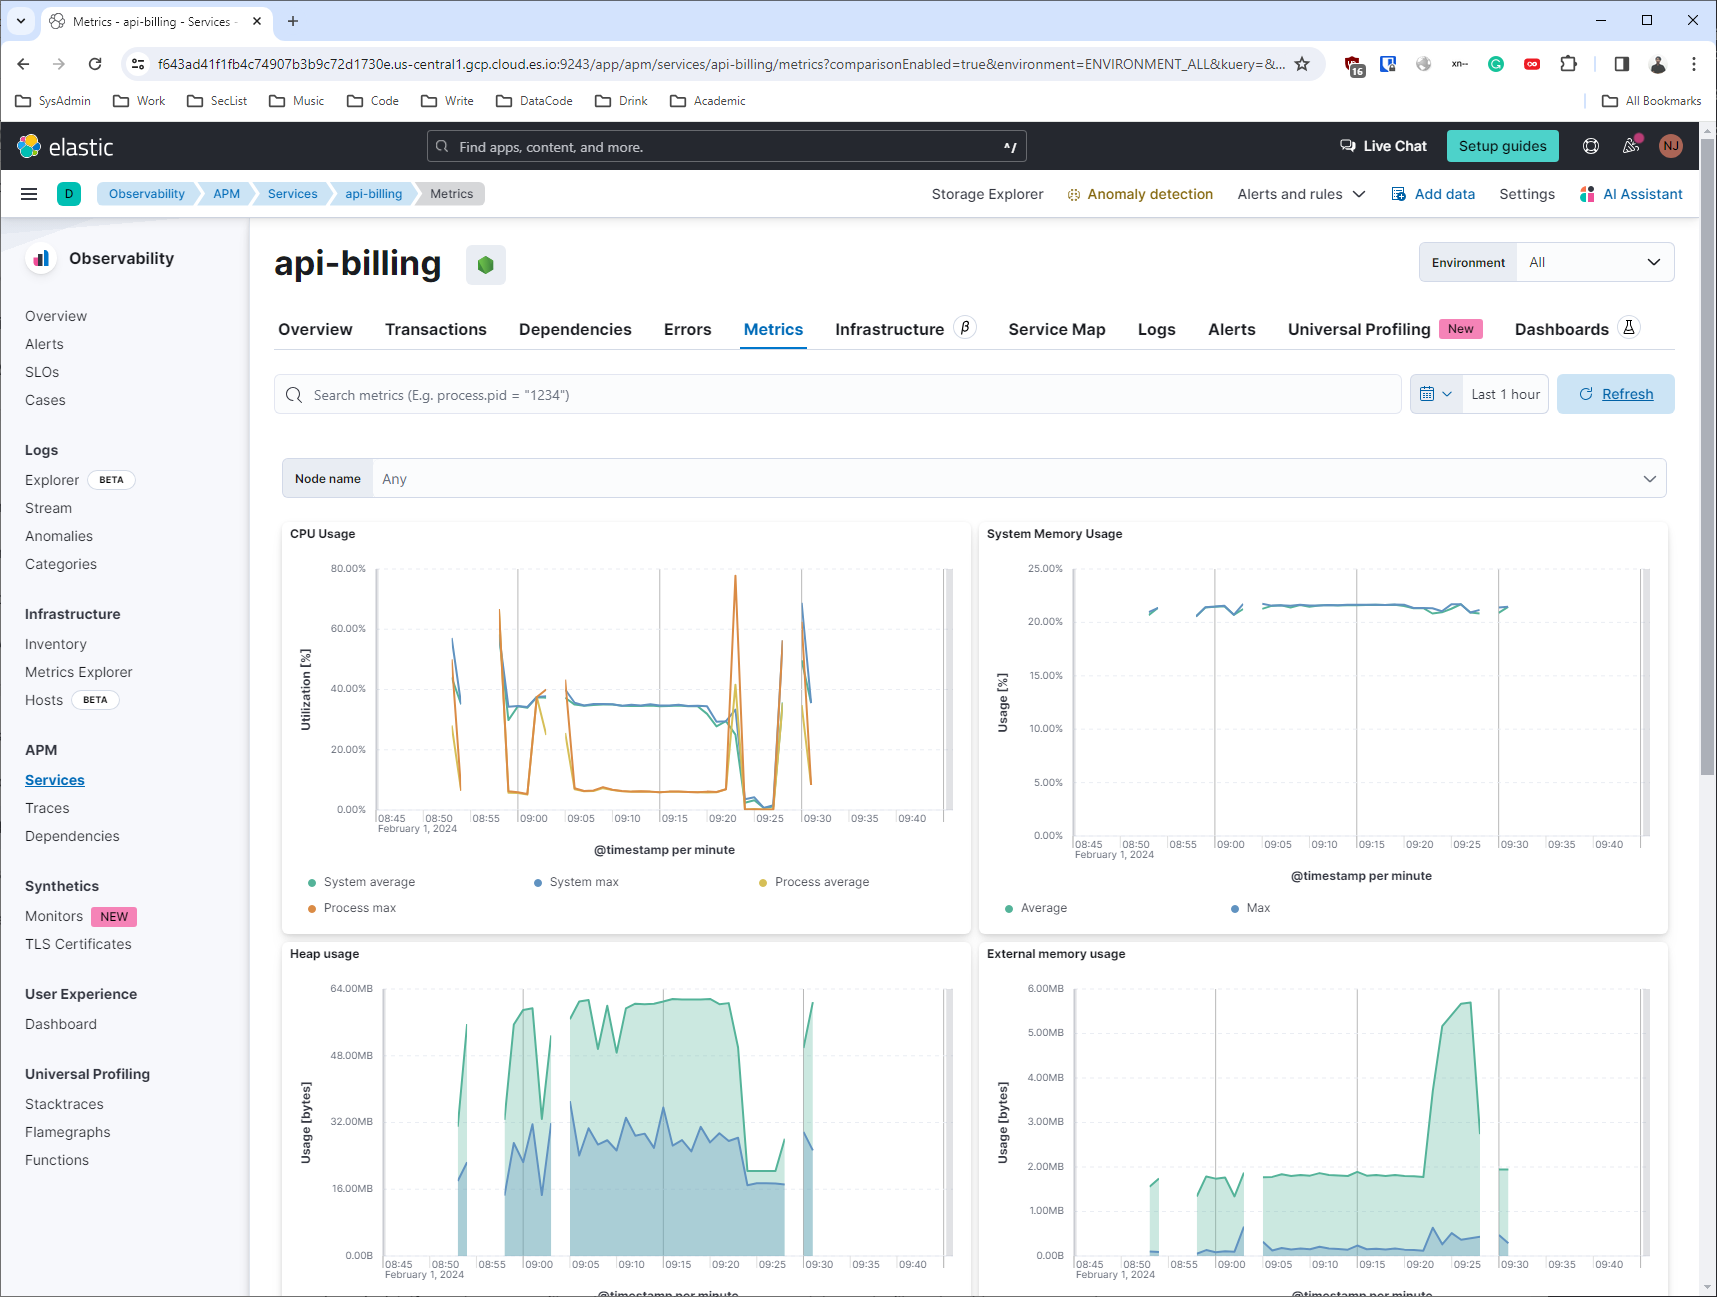 Metrics - api-billing - Services -
f643ad41f1fb4c74907b3b9c72d1730e.us-central1.gcp.cloud.es.io:9243/app/apm/services/api-billing/metrics?comparisonEnabled=true&environment=ENVIRONMENT_ALL&kuery=&...
16
xn--
SysAdmin Work SecList Music Code Write DataCode Drink Academic All Bookmarks
elastic
Find apps, content, and more.
^/
Live Chat
Setup guides
NJ
D
Observability APM Services api-billing Metrics
Storage Explorer Anomaly detection Alerts and rules Add data Settings AI Assistant
Observability
Overview
Alerts
SLOs
Cases
Logs
Explorer BETA
Stream
Anomalies
Categories
Infrastructure
Inventory
Metrics Explorer
Hosts BETA
APM
Services
Traces
Dependencies
Synthetics
Monitors NEW
TLS Certificates
User Experience
Dashboard
Universal Profiling
Stacktraces
Flamegraphs
Functions
api-billing
Environment All
Overview Transactions Dependencies Errors Metrics Infrastructure β Service Map Logs Alerts Universal Profiling New Dashboards
Search metrics (E.g. process.pid = "1234")
Last 1 hour
Refresh
Node name Any
CPU Usage
80.00%
60.00%
40.00%
20.00%
0.00%
Utilization [%]
08:45 08:50 08:55 09:00 09:05 09:10 09:15 09:20 09:25 09:30 09:35 09:40
February 1, 2024
@timestamp per minute
System average System max Process average
Process max
System Memory Usage
25.00%
20.00%
15.00%
10.00%
5.00%
0.00%
Usage [%]
08:45 08:50 08:55 09:00 09:05 09:10 09:15 09:20 09:25 09:30 09:35 09:40
February 1, 2024
@timestamp per minute
Average Max
Heap usage
64.00MB
48.00MB
32.00MB
16.00MB
0.00B
Usage [bytes]
08:45 08:50 08:55 09:00 09:05 09:10 09:15 09:20 09:25 09:30 09:35 09:40
February 1, 2024
@timestamp per minute
External memory usage
6.00MB
5.00MB
4.00MB
3.00MB
2.00MB
1.00MB
0.00B
Usage [bytes]
08:45 08:50 08:55 09:00 09:05 09:10 09:15 09:20 09:25 09:30 09:35 09:40
February 1, 2024
@timestamp per minute